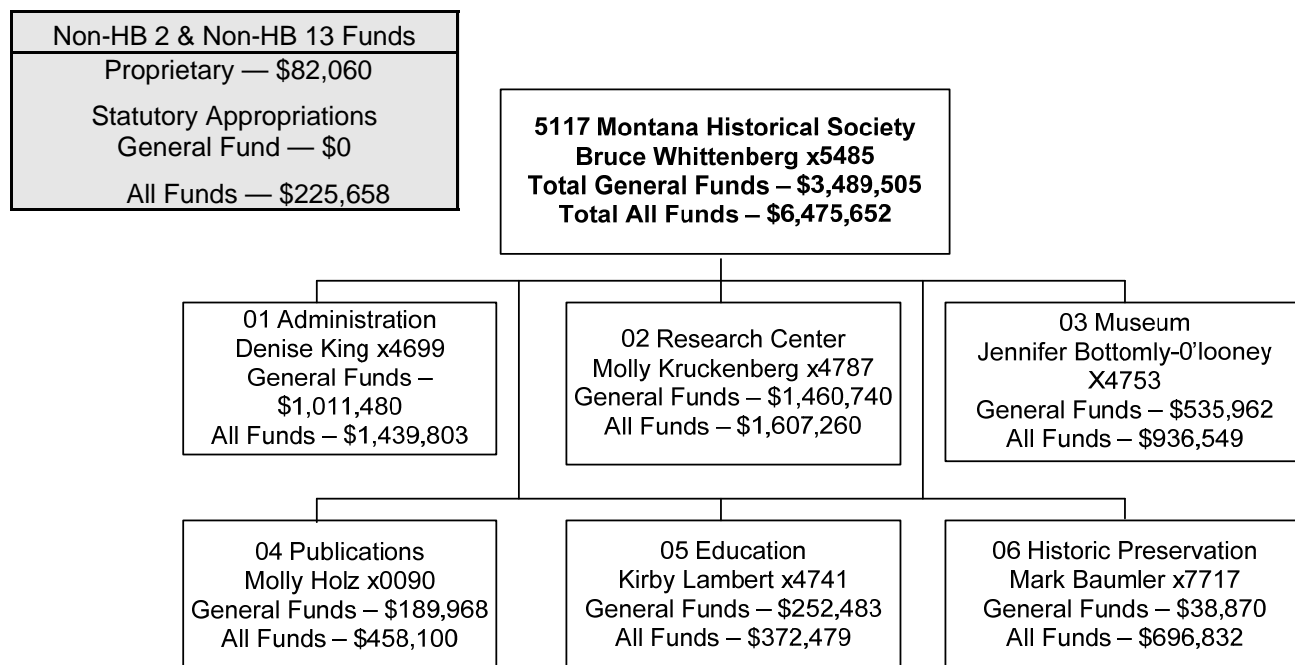 Non-HB 2 & Non-HB 13 Funds
Proprietary — $82,060
Statutory Appropriations
General Fund — $0
All Funds — $225,658
5117 Montana Historical Society
Bruce Whittenberg x5485
Total General Funds – $3,489,505
Total All Funds – $6,475,652
01 Administration
Denise King x4699
General Funds –
$1,011,480
All Funds – $1,439,803
02 Research Center
Molly Kruckenberg x4787
General Funds – $1,460,740
All Funds – $1,607,260
03 Museum
Jennifer Bottomly-0'looney
X4753
General Funds – $535,962
All Funds – $936,549
04 Publications
Molly Holz x0090
General Funds – $189,968
All Funds – $458,100
05 Education
Kirby Lambert x4741
General Funds – $252,483
All Funds – $372,479
06 Historic Preservation
Mark Baumler x7717
General Funds – $38,870
All Funds – $696,832